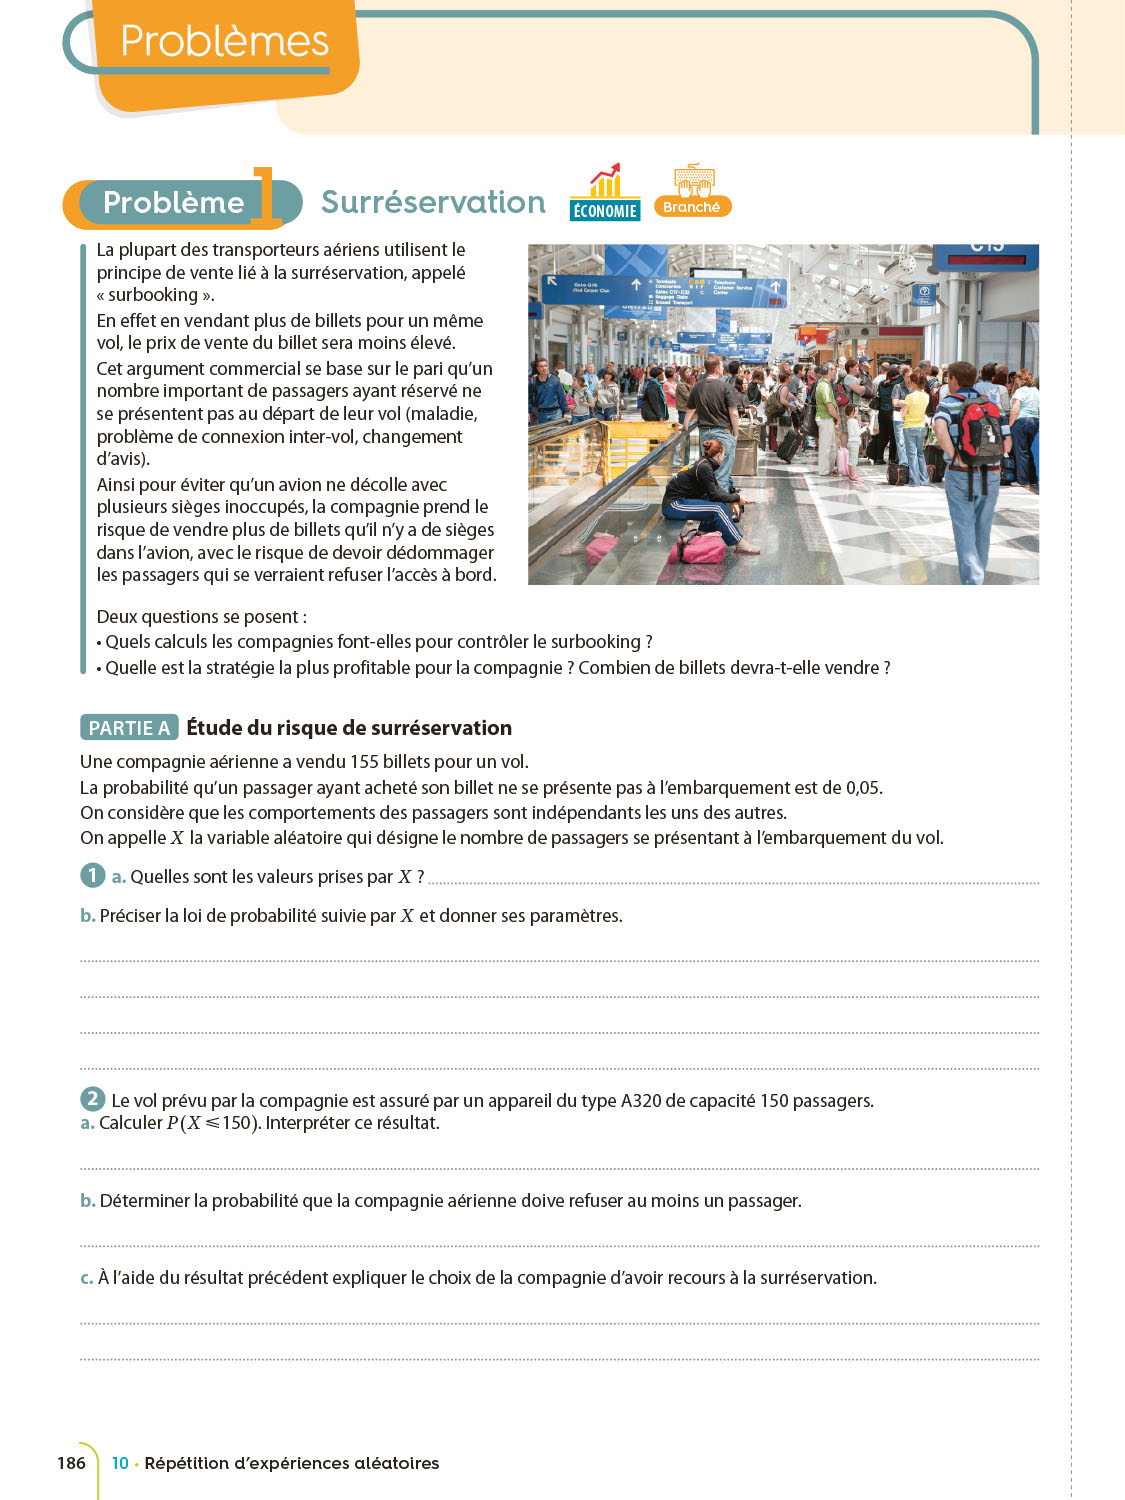 Problèmes
Problème 1 Surréservation
ÉCONOMIE
Branché
La plupart des transporteurs aériens utilisent le
principe de vente lié à la surréservation, appelé
« surbooking ».
En effet en vendant plus de billets pour un même
vol, le prix de vente du billet sera moins élevé.
Cet argument commercial se base sur le pari qu’un
nombre important de passagers ayant réservé ne
se présentent pas au départ de leur vol (maladie,
problème de connexion inter-vol, changement
d’avis).
Ainsi pour éviter qu’un avion ne décolle avec
plusieurs sièges inoccupés, la compagnie prend le
risque de vendre plus de billets qu’il n’y a de sièges
dans l’avion, avec le risque de devoir dédommager
les passagers qui se verraient refuser l’accès à bord.
Deux questions se posent :
• Quels calculs les compagnies font-elles pour contrôler le surbooking ?
• Quelle est la stratégie la plus profitable pour la compagnie ? Combien de billets devra-t-elle vendre ?
PARTIE A Étude du risque de surréservation
Une compagnie aérienne a vendu 155 billets pour un vol.
La probabilité qu’un passager ayant acheté son billet ne se présente pas à l’embarquement est de 0,05.
On considère que les comportements des passagers sont indépendants les uns des autres.
On appelle X la variable aléatoire qui désigne le nombre de passagers se présentant à l’embarquement du vol.
1 a. Quelles sont les valeurs prises par X ?
b. Préciser la loi de probabilité suivie par X et donner ses paramètres.
2 Le vol prévu par la compagnie est assuré par un appareil du type A320 de capacité 150 passagers.
a. Calculer P(X ⩽ 150). Interpréter ce résultat.
b. Déterminer la probabilité que la compagnie aérienne doive refuser au moins un passager.
c. À l’aide du résultat précédent expliquer le choix de la compagnie d’avoir recours à la surréservation.
186 10 • Répétition d’expériences aléatoires